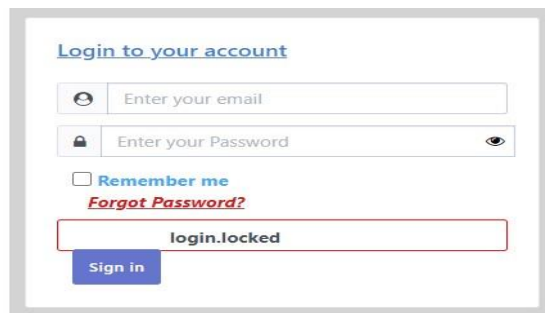 Login to your account
Enter your email
Enter your Password
Remember me
Forgot Password?
login.locked
Sign in